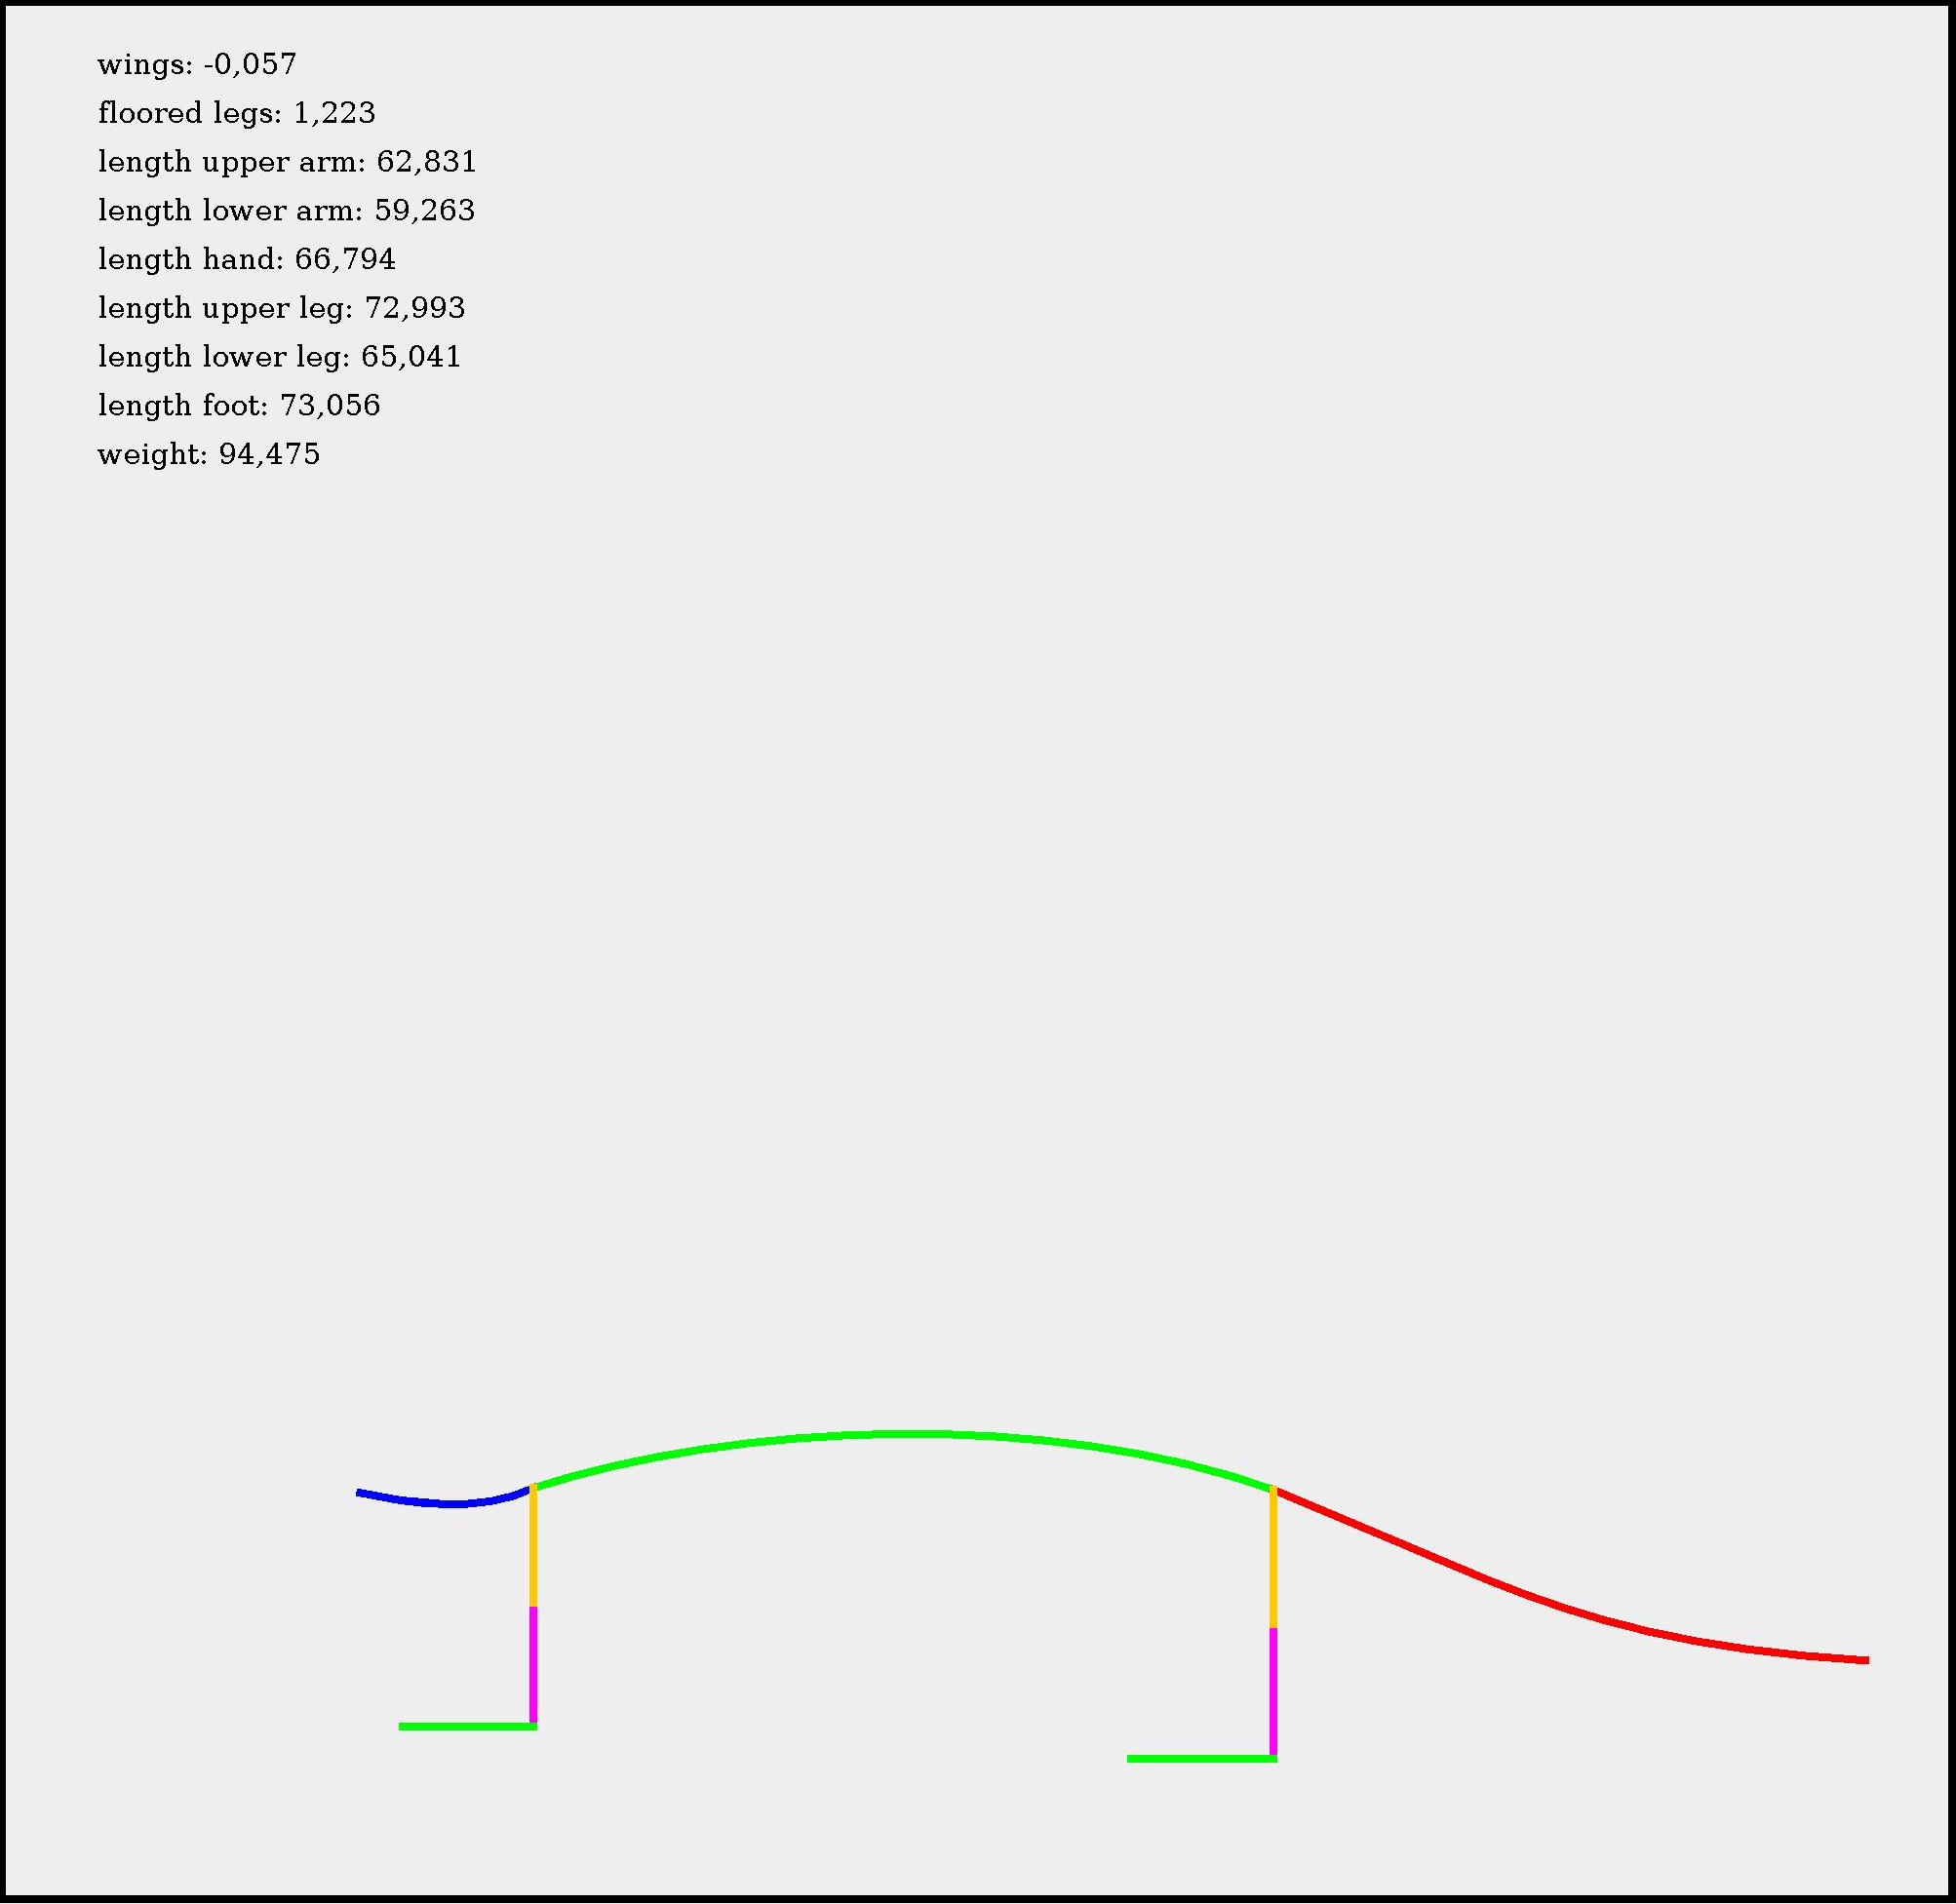 wings: -0,057
floored legs: 1,223
length upper arm: 62,831
length lower arm: 59,263
length hand: 66,794
length upper leg: 72,993
length lower leg: 65,041
length foot: 73,056
weight: 94,475